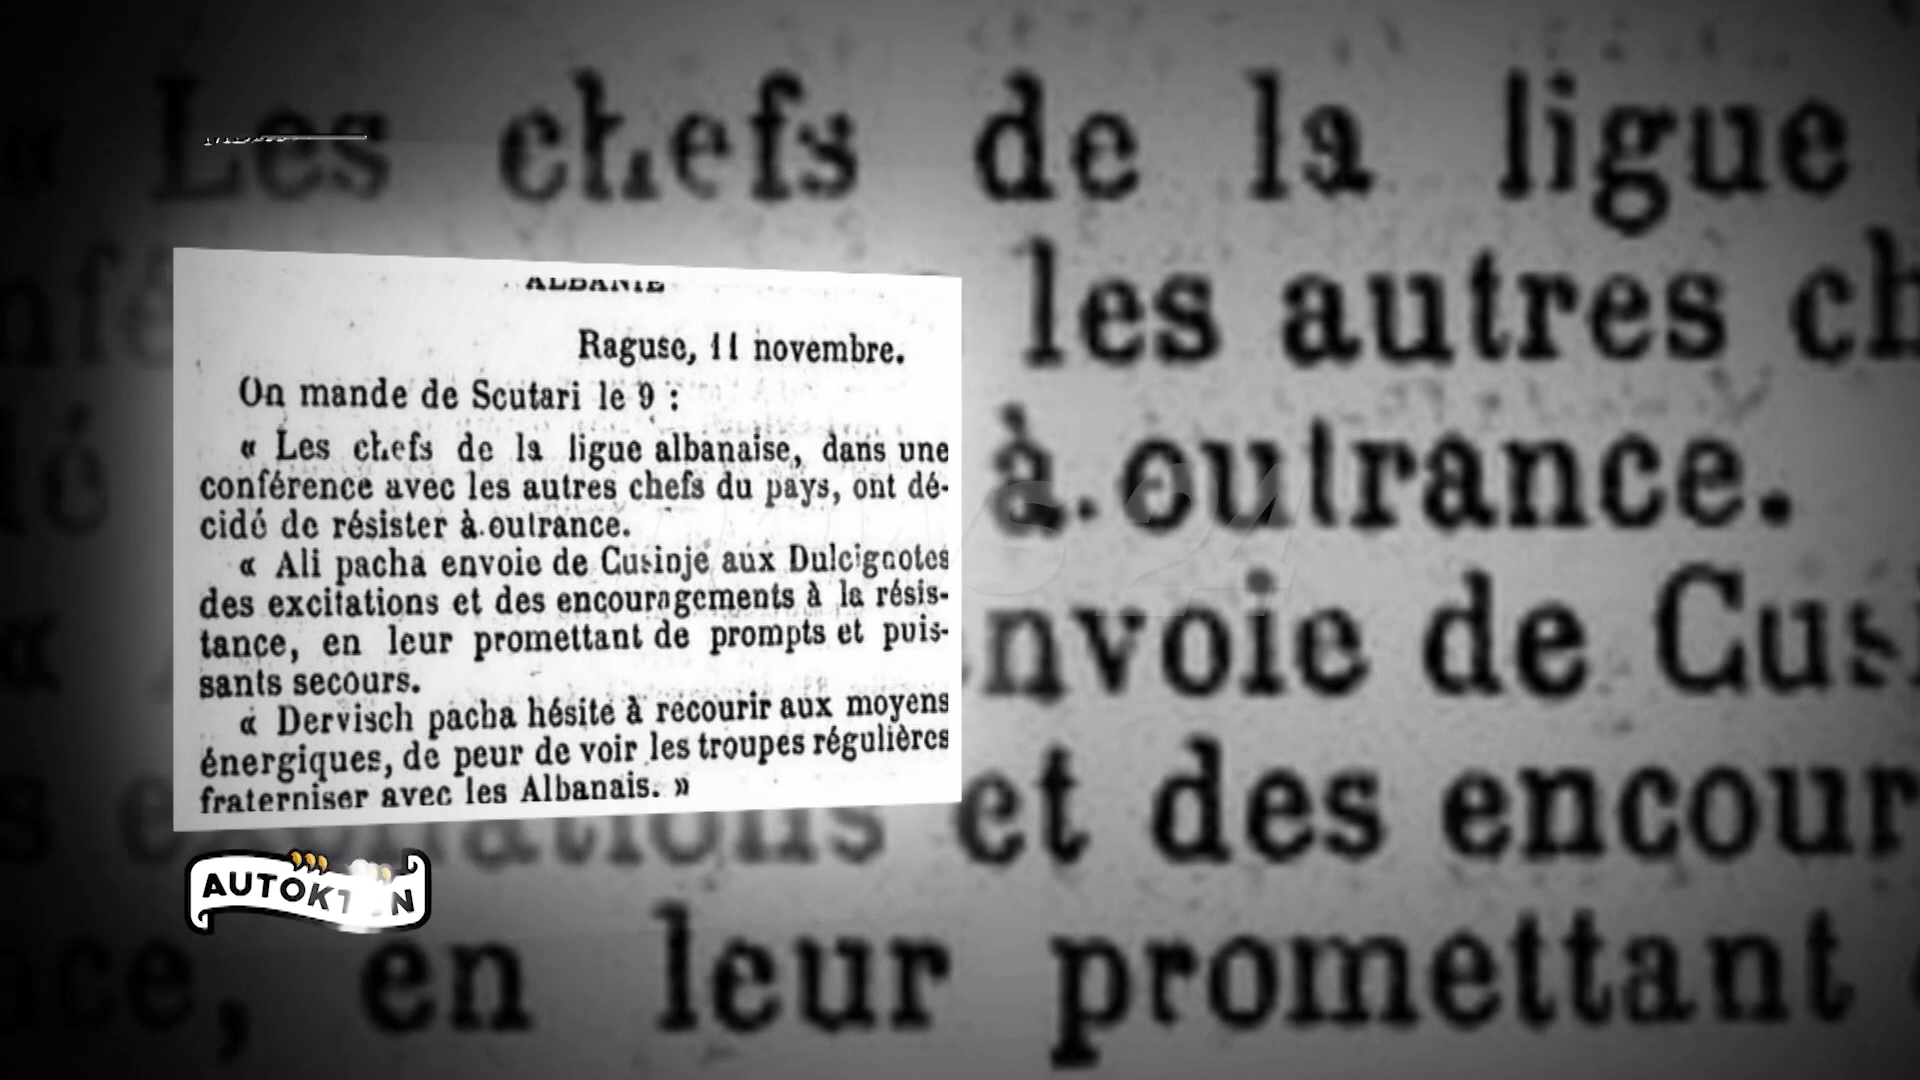 « Les chefs de la ligue
les autres ch
à outrance.
nvoie de Cus
et des encour
en leur promettant
ALBANIE
Raguse, 11 novembre.
On mande de Scutari le 9 :
« Les chefs de la ligue albanaise, dans une
conférence avec les autres chefs du pays, ont dé-
cidé de résister à outrance.
« Ali pacha envoie de Cusinje aux Dulcignotes
des excitations et des encouragements à la résis-
tance, en leur promettant de prompts et puis-
sants secours.
« Dervisch pacha hésite à recourir aux moyens
énergiques, de peur de voir les troupes régulières
fraterniser avec les Albanais. »